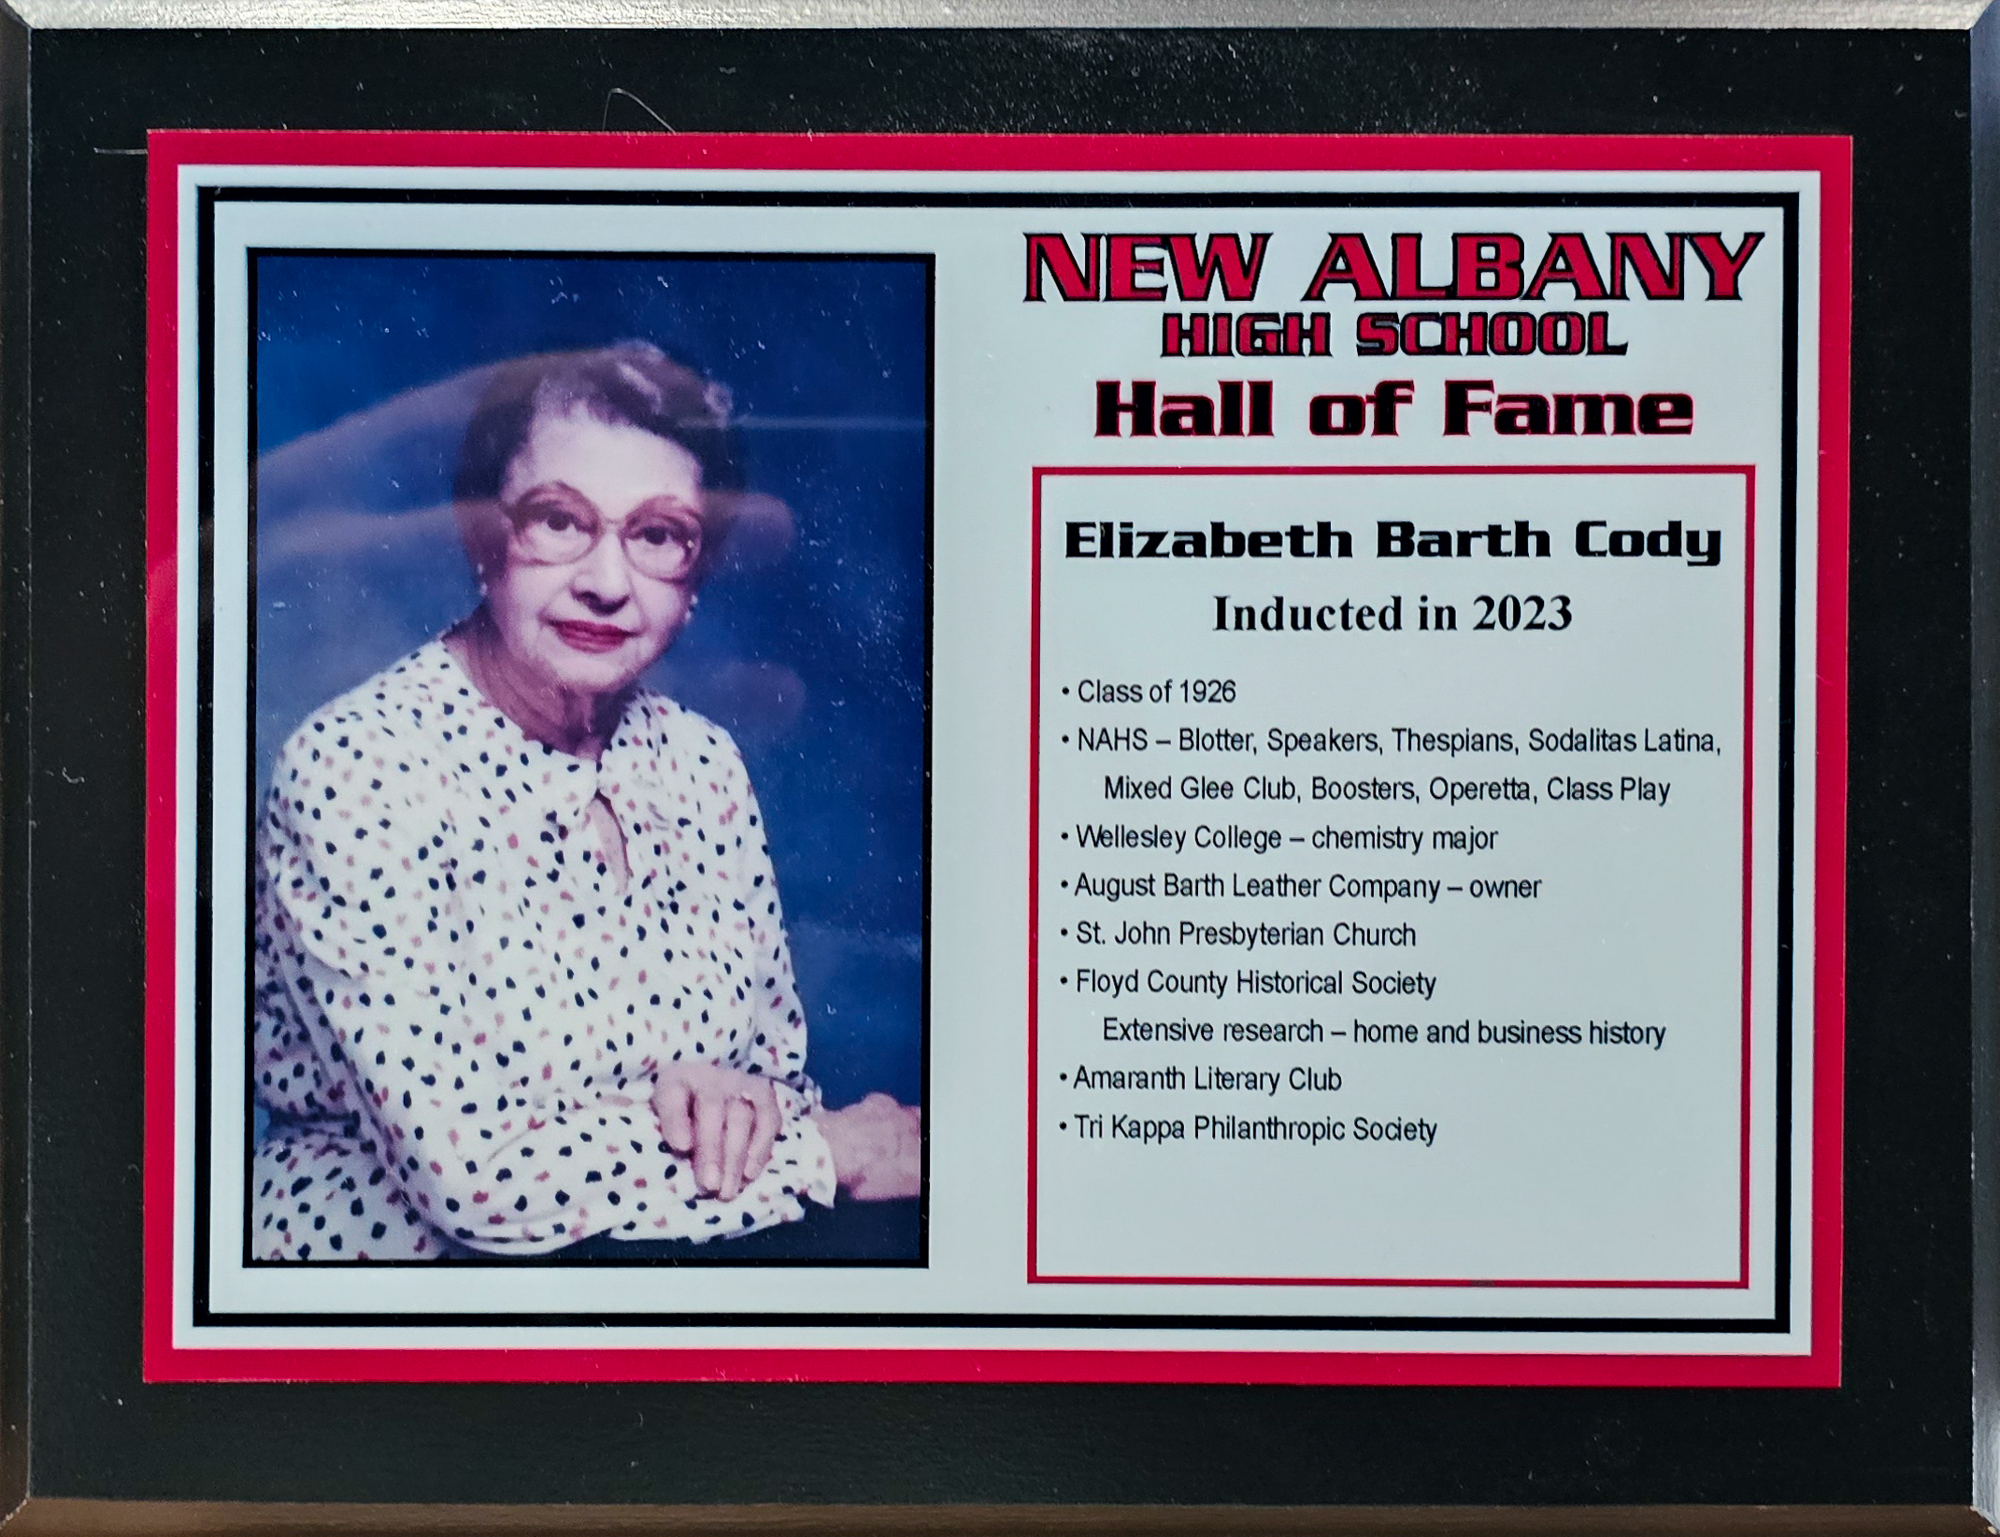 NEW ALBANY
HIGH SCHOOL
Hall of Fame
Elizabeth Barth Cody
Inducted in 2023
• Class of 1926
• NAHS – Blotter, Speakers, Thespians, Sodalitas Latina,
Mixed Glee Club, Boosters, Operetta, Class Play
• Wellesley College – chemistry major
• August Barth Leather Company – owner
• St. John Presbyterian Church
• Floyd County Historical Society
Extensive research – home and business history
• Amaranth Literary Club
• Tri Kappa Philanthropic Society